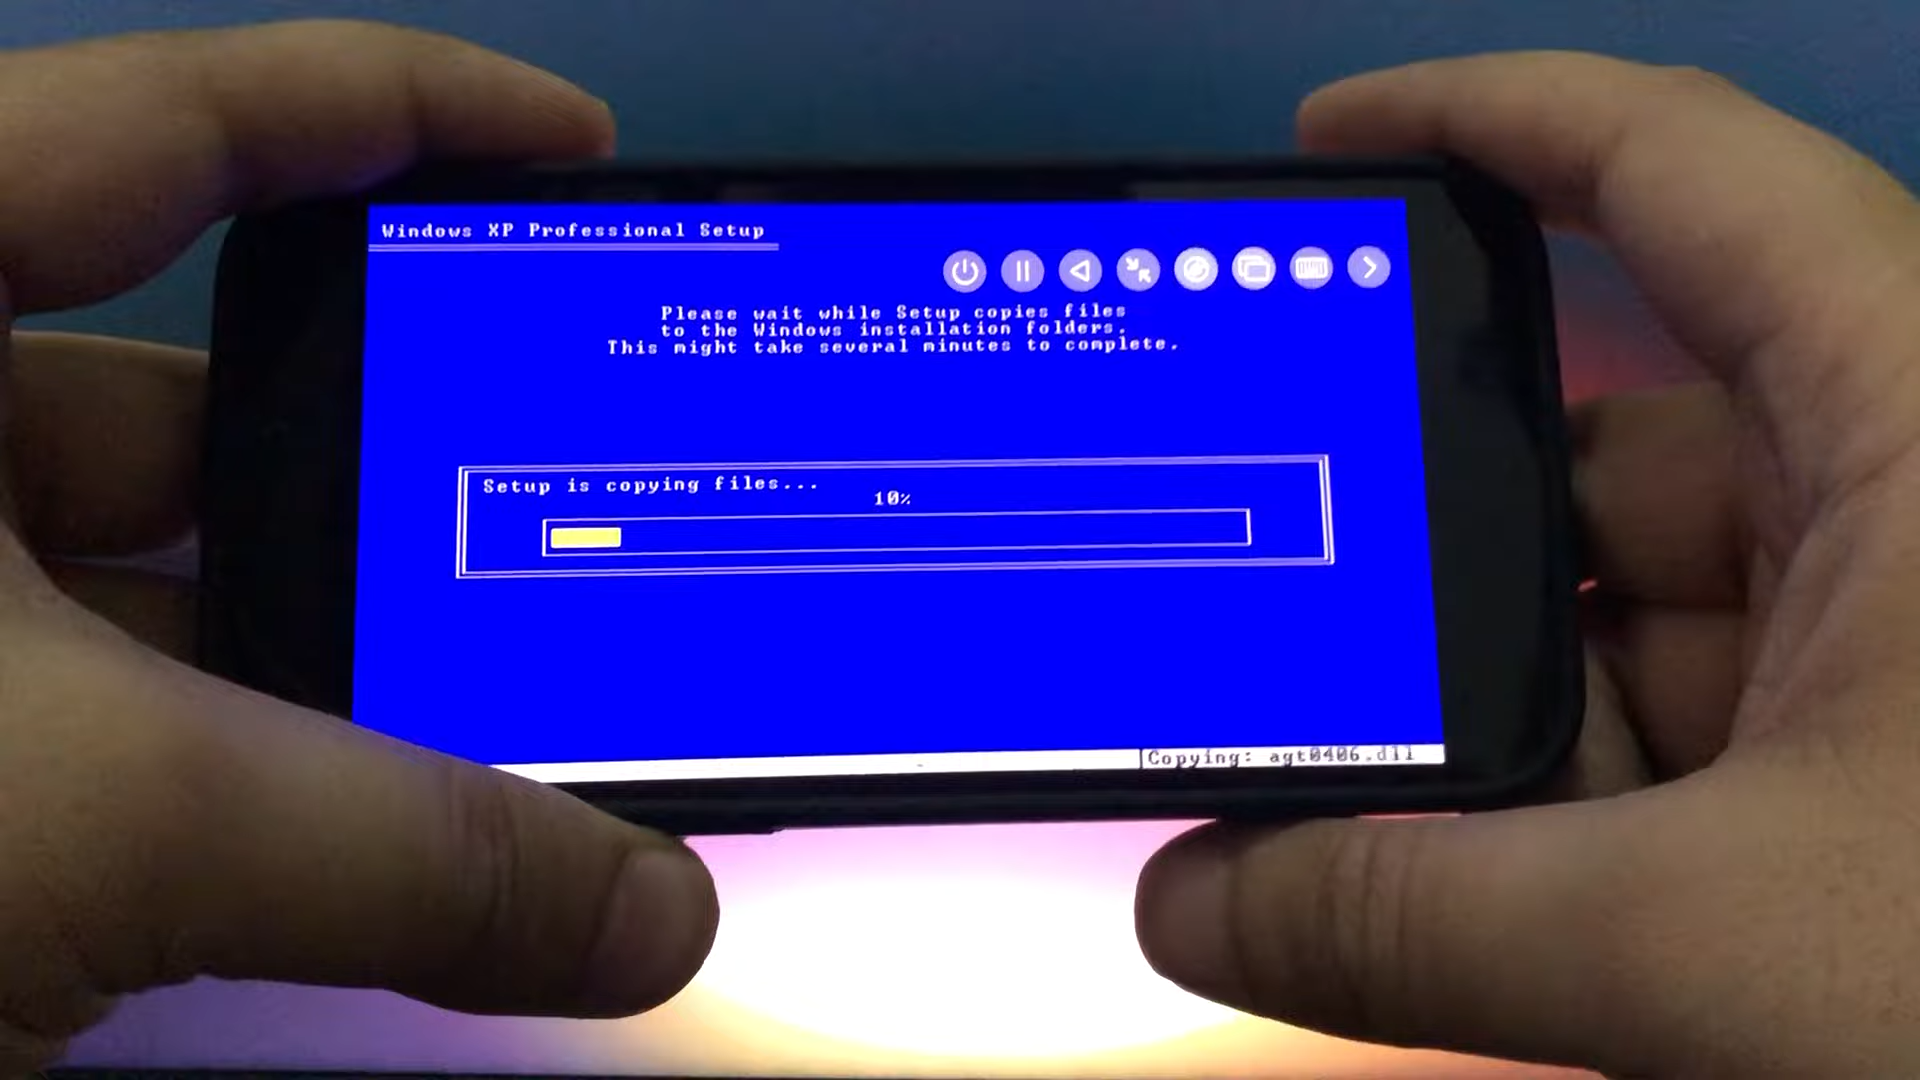 Windows XP Professional Setup
Please wait while Setup copies files
to the Windows installation folders.
This might take several minutes to complete.
Setup is copying files...
10%
Copying: agt0406.dll